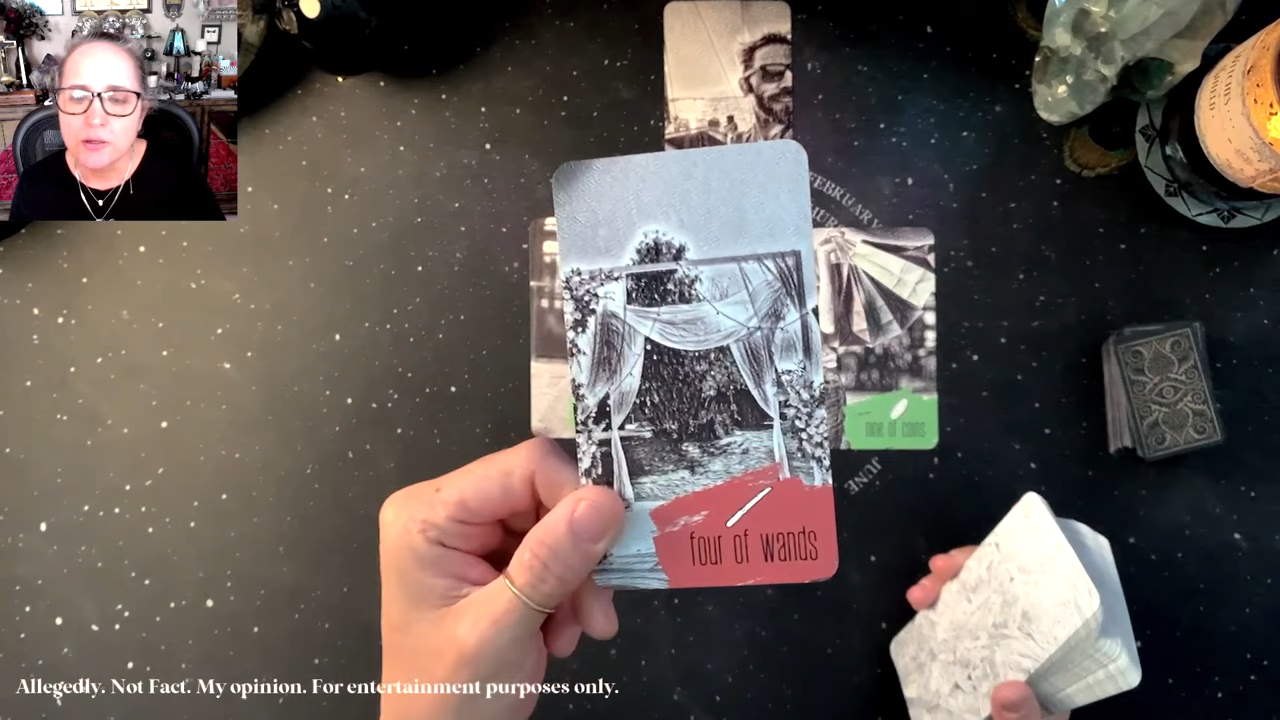 FEBRUARY
nine of coins
JUNE
four of wands
Allegedly. Not Fact. My opinion. For entertainment purposes only.